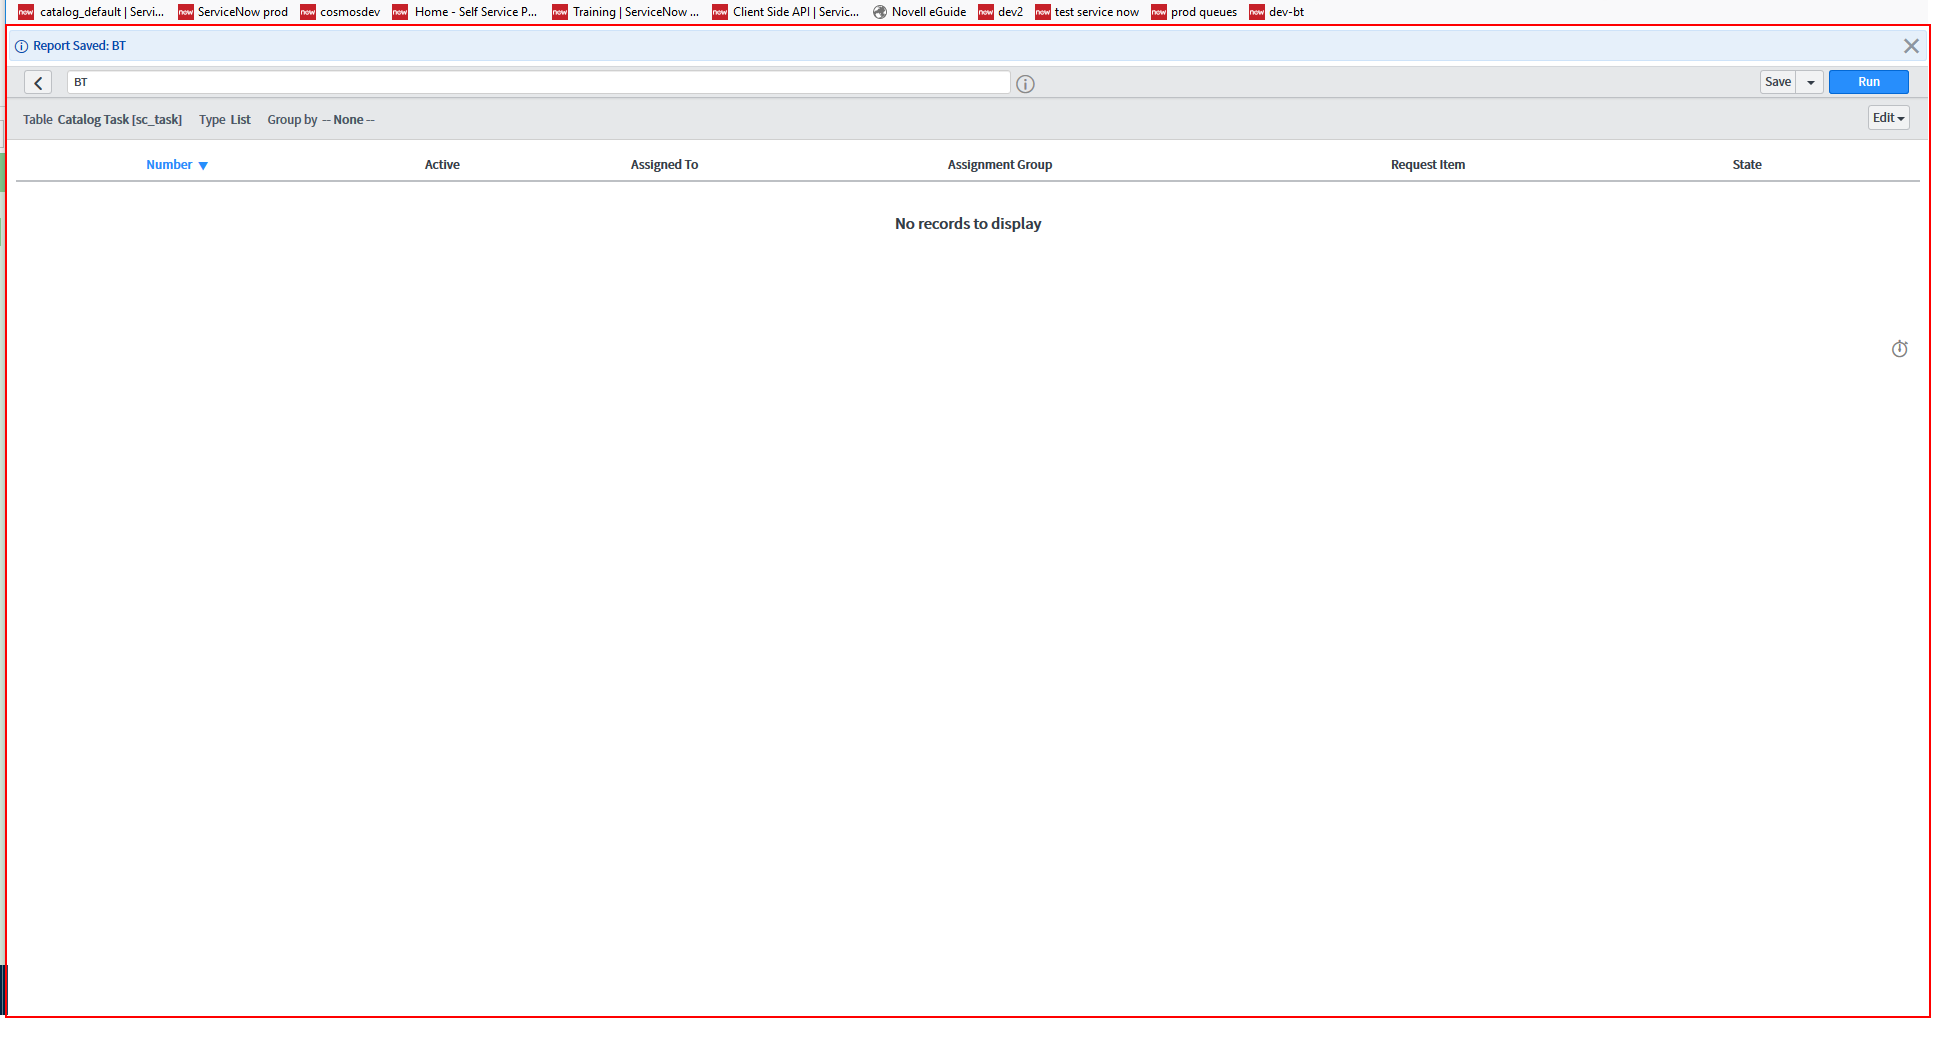 now catalog_default | Servi... now ServiceNow prod now cosmosdev now Home - Self Service P... now Training | ServiceNow ... now Client Side API | Servic... Novell eGuide now dev2 now test service now now prod queues now dev-bt
Report Saved: BT
BT Save Run
Table Catalog Task [sc_task] Type List Group by -- None -- Edit
Number Active Assigned To Assignment Group Request Item State
No records to display